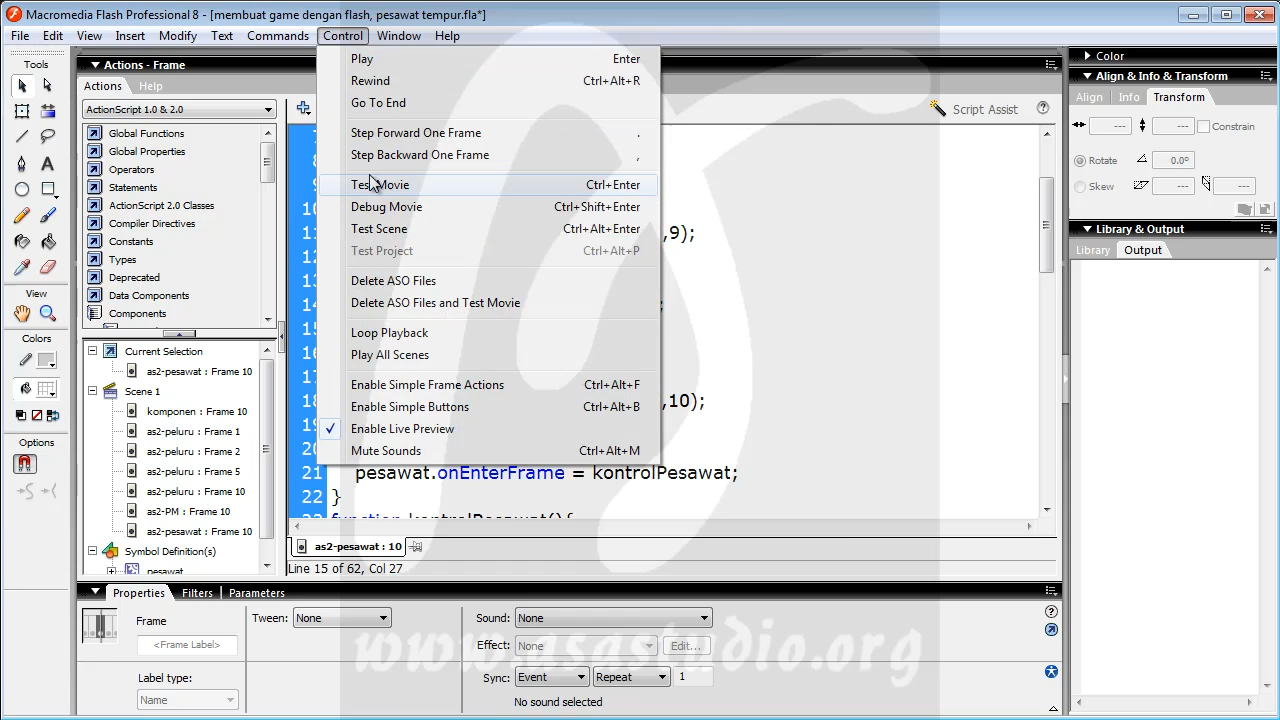 Macromedia Flash Professional 8 - [membuat game dengan flash, pesawat tempur.fla*]
File Edit View Insert Modify Text Commands Control Window Help
Tools
View
Colors
Options
Actions - Frame
Actions Help
ActionScript 1.0 & 2.0
Global Functions
Global Properties
Operators
Statements
ActionScript 2.0 Classes
Compiler Directives
Constants
Types
Deprecated
Data Components
Components
Current Selection
as2-pesawat : Frame 10
Scene 1
komponen : Frame 10
as2-peluru : Frame 1
as2-peluru : Frame 2
as2-peluru : Frame 5
as2-peluru : Frame 10
as2-PM : Frame 10
as2-pesawat : Frame 10
Symbol Definition(s)
pesawat
Play Enter
Rewind Ctrl+Alt+R
Go To End
Step Forward One Frame .
Step Backward One Frame ,
Test Movie Ctrl+Enter
Debug Movie Ctrl+Shift+Enter
Test Scene Ctrl+Alt+Enter
Test Project Ctrl+Alt+P
Delete ASO Files
Delete ASO Files and Test Movie
Loop Playback
Play All Scenes
Enable Simple Frame Actions Ctrl+Alt+F
Enable Simple Buttons Ctrl+Alt+B
Enable Live Preview
Mute Sounds Ctrl+Alt+M
Script Assist
,9);
;
,10);
21 pesawat.onEnterFrame = kontrolPesawat;
22 }
function kontrolPesawat(){
as2-pesawat : 10
Line 15 of 62, Col 27
Properties Filters Parameters
Frame
<Frame Label>
Label type:
Name
Tween: None
Sound: None
Effect: None Edit...
Sync: Event Repeat 1
No sound selected
Color
Align & Info & Transform
Align Info Transform
Constrain
Rotate 0.0°
Skew
Library & Output
Library Output
www.asastudio.org